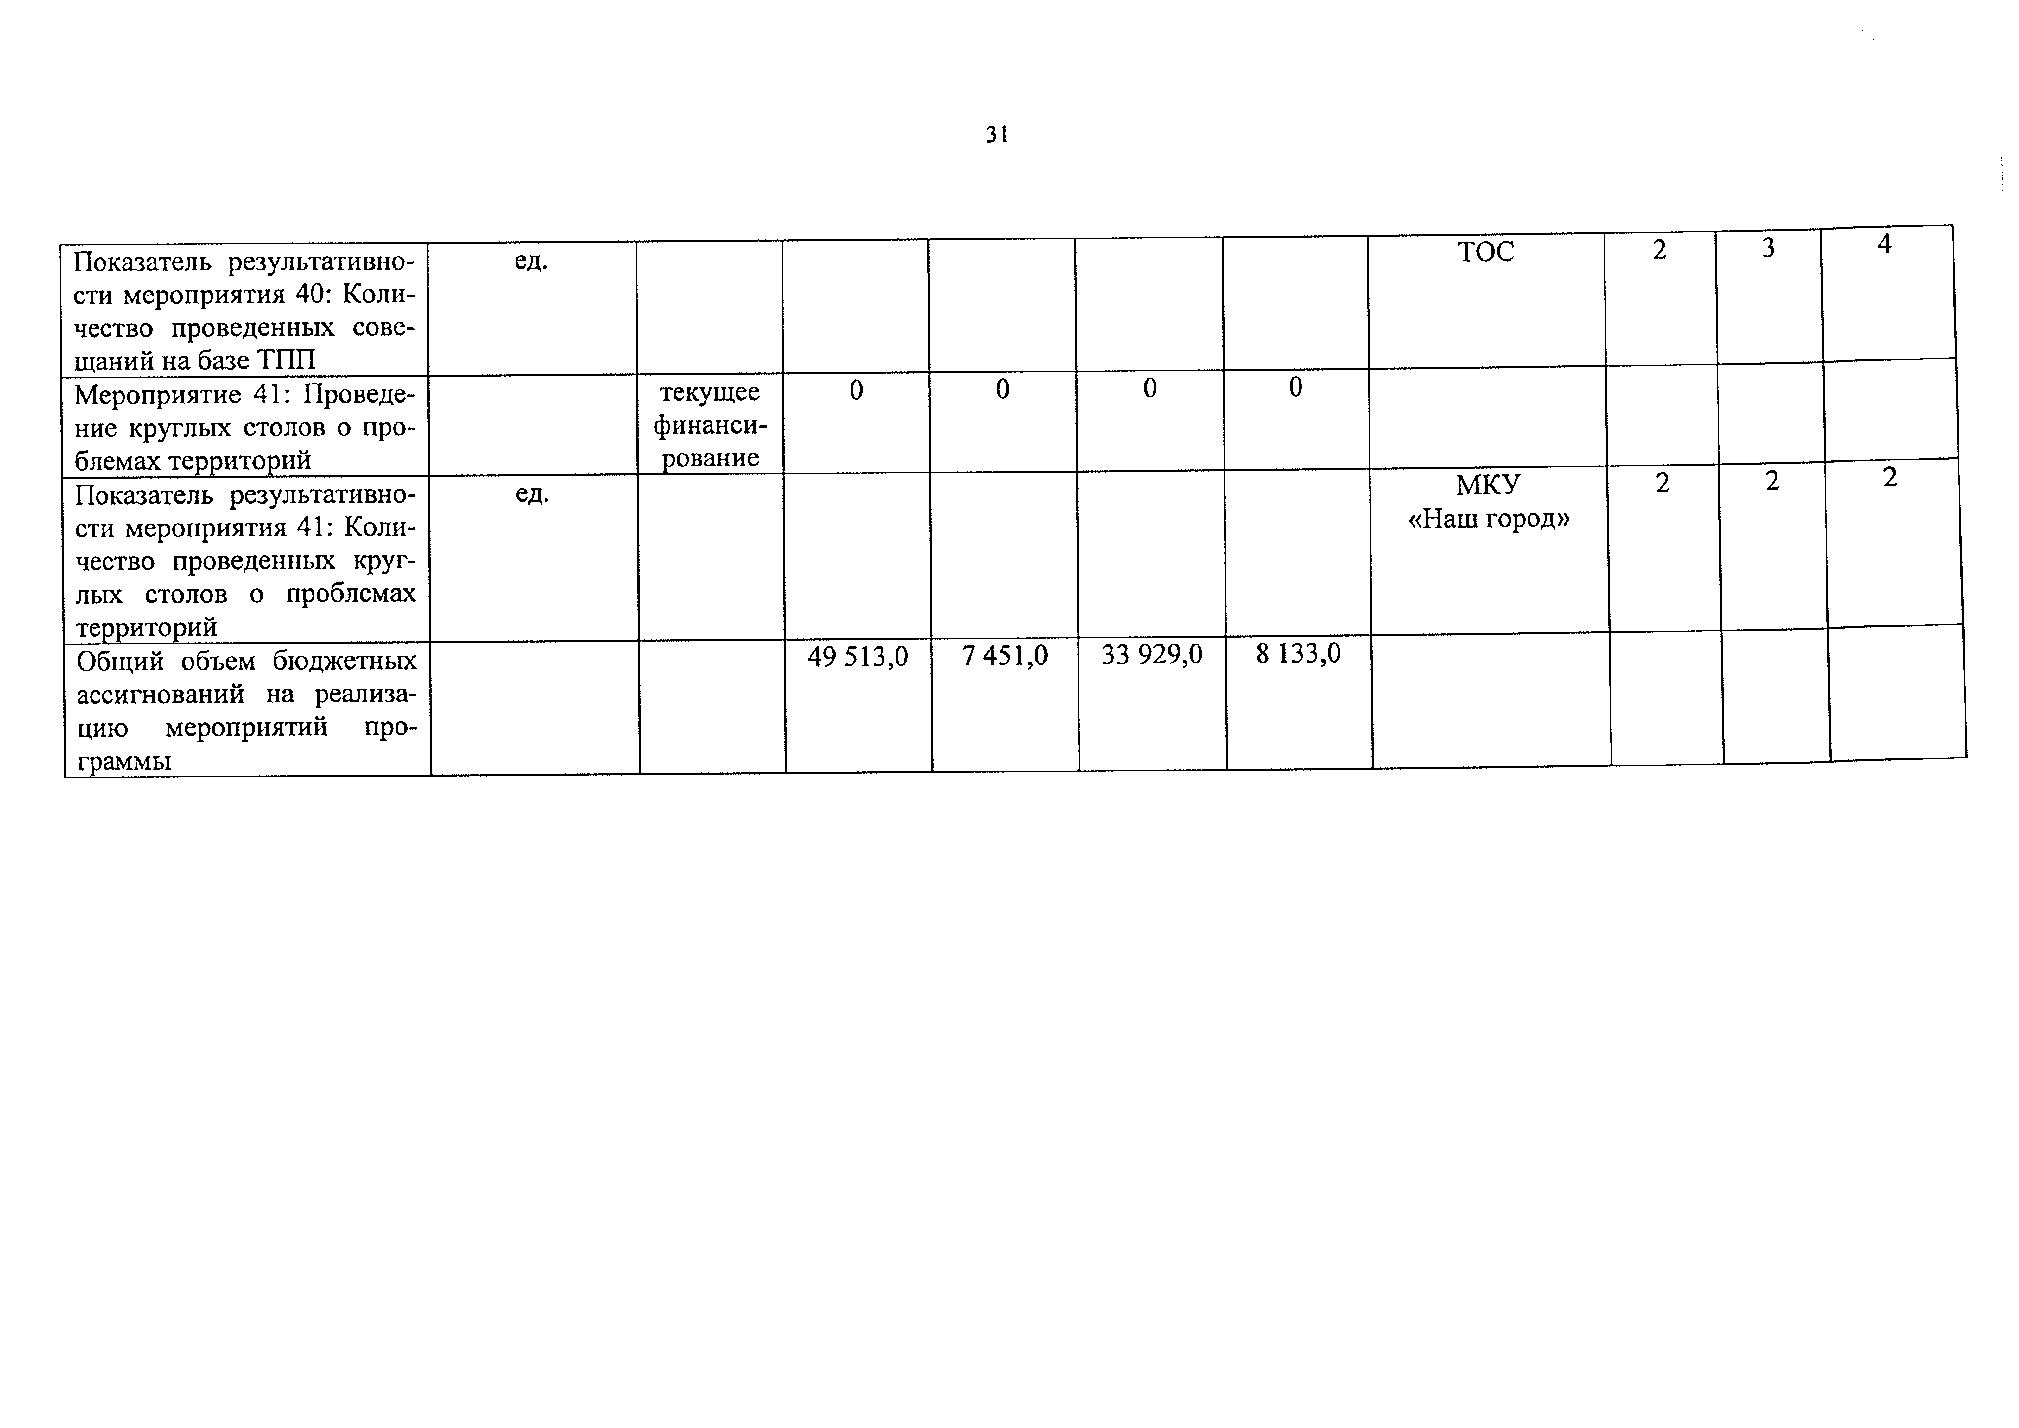 31
Показатель результативно-
сти мероприятия 40: Коли-
чество проведенных сове-
щаний на базе ТПП
ед.
ТОС
2
3
4
Мероприятие 41: Проведе-
ние круглых столов о про-
блемах территорий
текущее
финанси-
рование
0
0
0
0
Показатель результативно-
сти мероприятия 41: Коли-
чество проведенных круг-
лых столов о проблемах
территорий
ед.
МКУ
«Наш город»
2
2
2
Общий объем бюджетных
ассигнований на реализа-
цию мероприятий про-
граммы
49 513,0
7 451,0
33 929,0
8 133,0